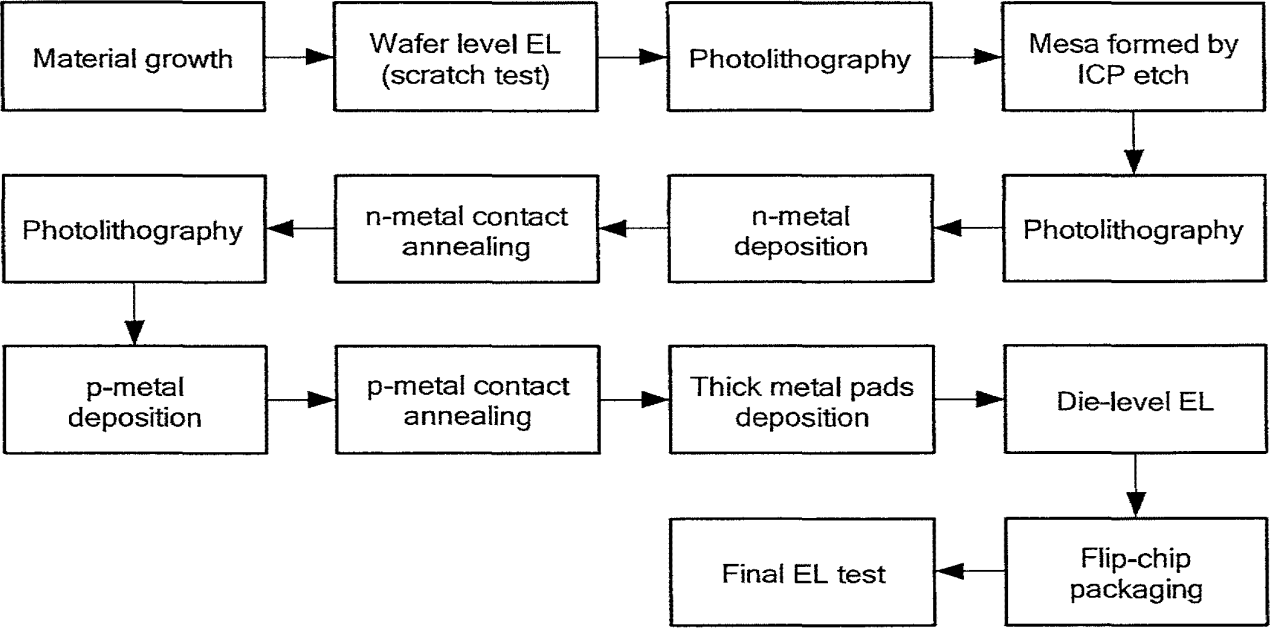 Material growth
Wafer level EL
(scratch test)
Photolithography
Mesa formed by
ICP etch
Photolithography
n-metal
deposition
n-metal contact
annealing
Photolithography
p-metal
deposition
p-metal contact
annealing
Thick metal pads
deposition
Die-level EL
Flip-chip
packaging
Final EL test